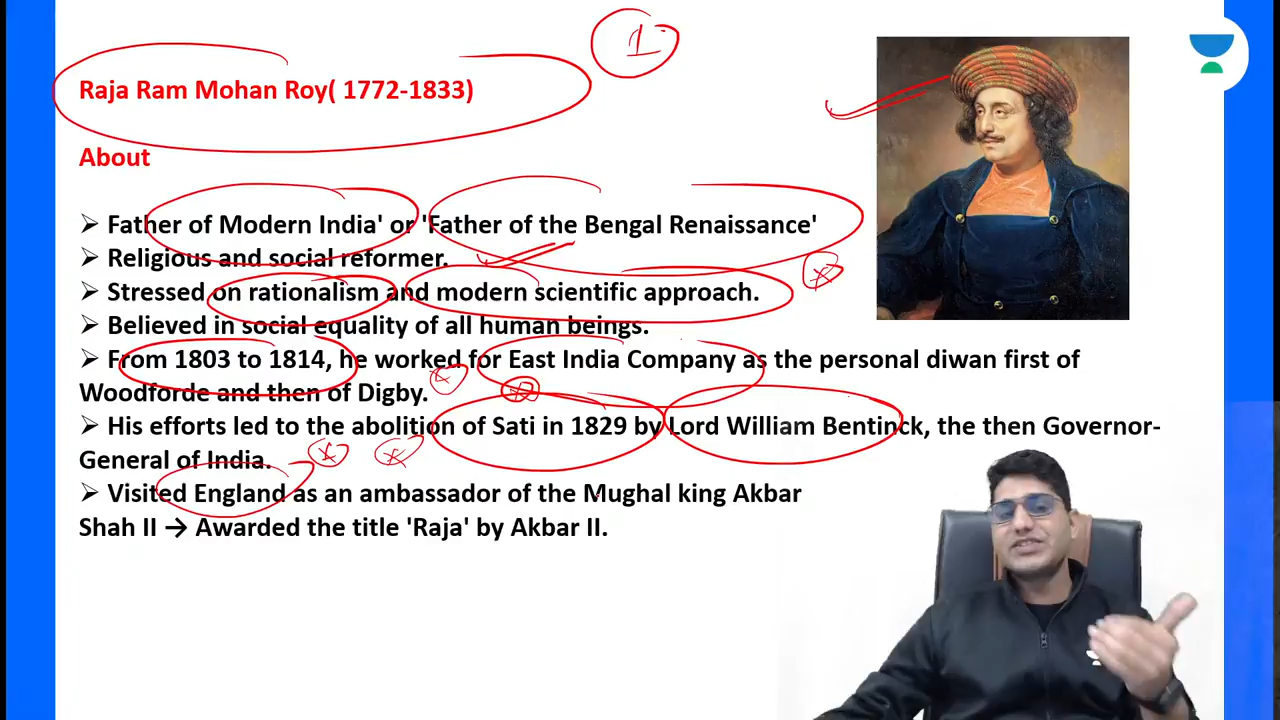 1
Raja Ram Mohan Roy( 1772-1833)
About
➢ Father of Modern India' or 'Father of the Bengal Renaissance'
➢ Religious and social reformer.
➢ Stressed on rationalism and modern scientific approach.
➢ Believed in social equality of all human beings.
➢ From 1803 to 1814, he worked for East India Company as the personal diwan first of
Woodforde and then of Digby.
➢ His efforts led to the abolition of Sati in 1829 by Lord William Bentinck, the then Governor-
General of India.
➢ Visited England as an ambassador of the Mughal king Akbar
Shah II → Awarded the title 'Raja' by Akbar II.